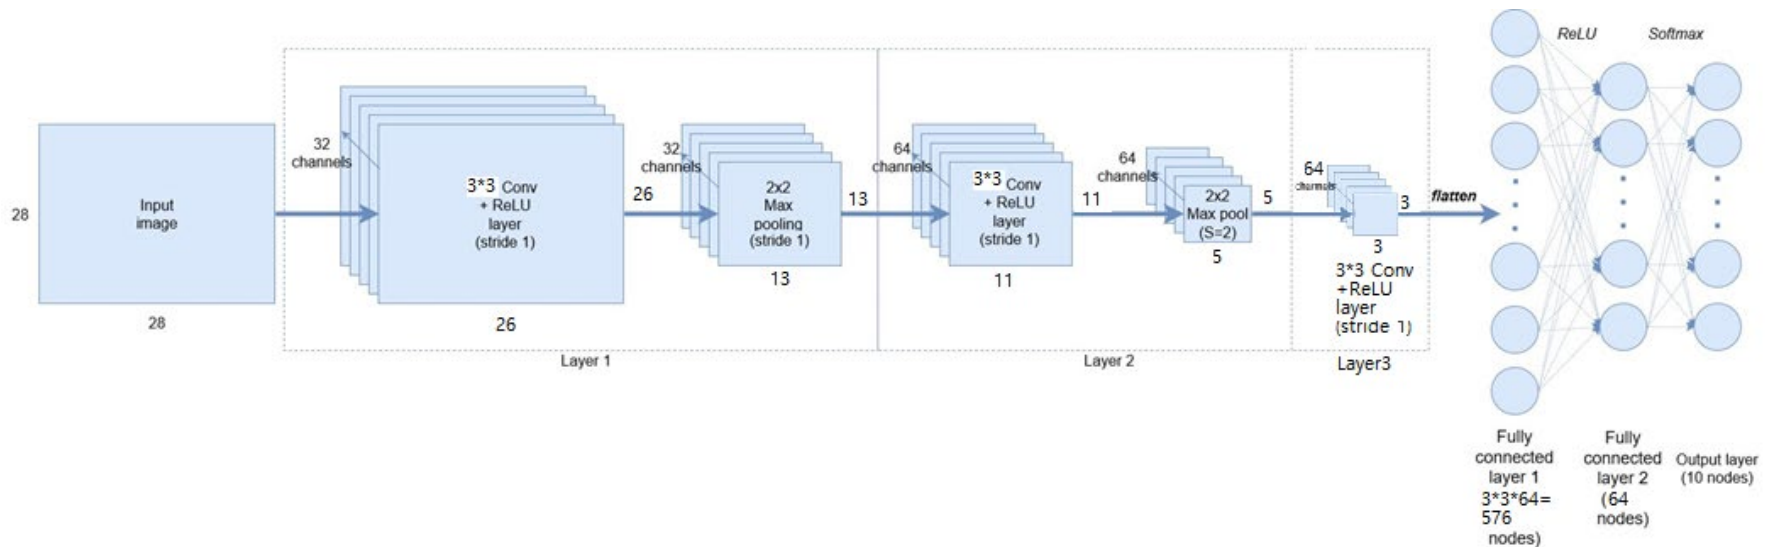 28
Input
image
28
32
channels
3*3 Conv
+ ReLU
layer
(stride 1)
26
26
32
channels
2x2
Max
pooling
(stride 1)
13
13
Layer 1
64
channels
3*3 Conv
+ ReLU
layer
(stride 1)
11
11
64
channels
2x2
Max pool
(S=2)
5
5
Layer 2
64
channels
3
3
3*3 Conv
+ReLU
layer
(stride 1)
Layer3
flatten
ReLU
Softmax
Fully
connected
layer 1
3*3*64=
576
nodes)
Fully
connected
layer 2
(64
nodes)
Output layer
(10 nodes)